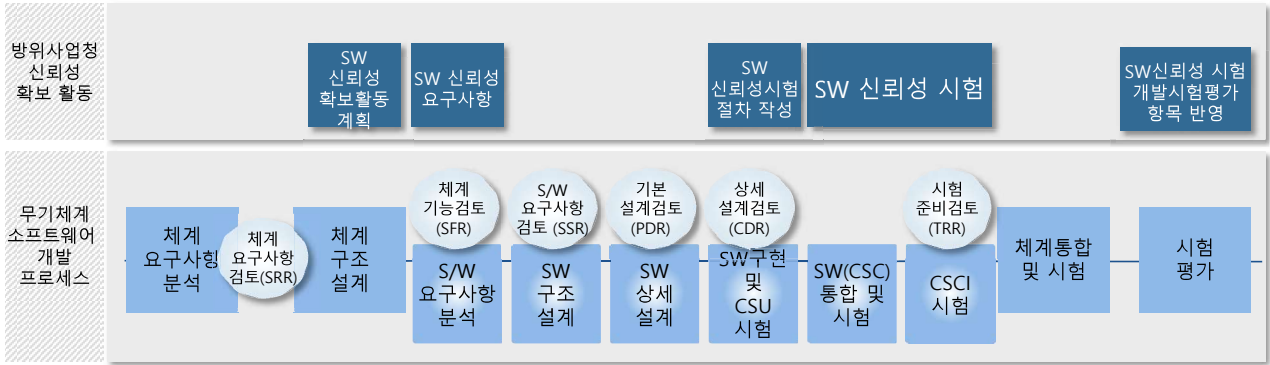 방위사업청
신뢰성
확보 활동
SW
신뢰성
확보활동
계획
SW 신뢰성
요구사항
SW
신뢰성시험
절차 작성
SW 신뢰성 시험
SW신뢰성 시험
개발시험평가
항목 반영
무기체계
소프트웨어
개발
프로세스
체계
요구사항
분석
체계
요구사항
검토(SRR)
체계
구조
설계
체계
기능검토
(SFR)
S/W
요구사항
분석
S/W
요구사항
검토 (SSR)
SW
구조
설계
기본
설계검토
(PDR)
SW
상세
설계
상세
설계검토
(CDR)
SW구현
및
CSU
시험
SW(CSC)
통합 및
시험
시험
준비검토
(TRR)
CSCI
시험
체계통합
및 시험
시험
평가